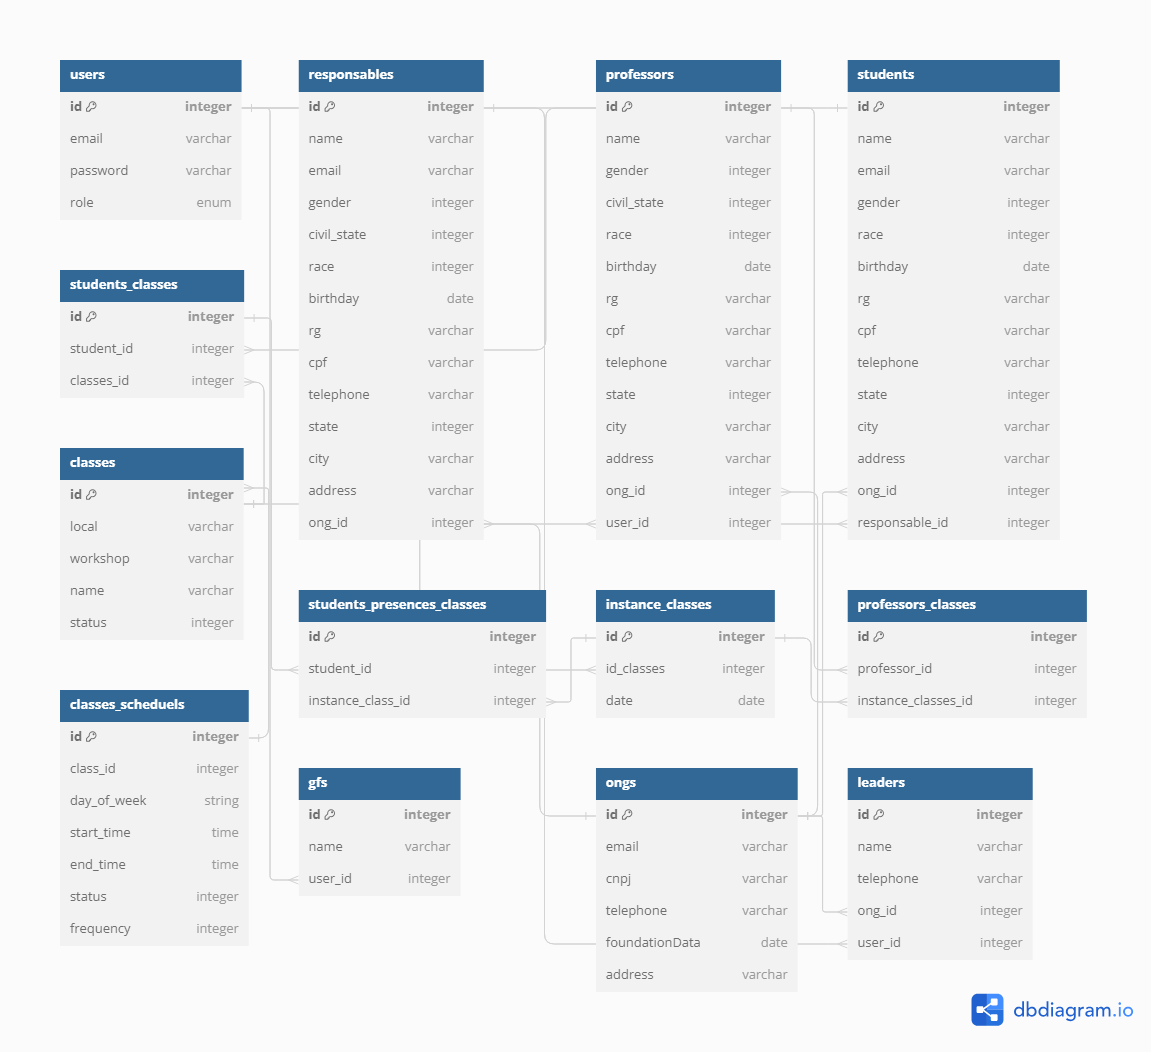 users
id integer
email varchar
password varchar
role enum
students_classes
id integer
student_id integer
classes_id integer
classes
id integer
local varchar
workshop varchar
name varchar
status integer
classes_scheduels
id integer
class_id integer
day_of_week string
start_time time
end_time time
status integer
frequency integer
responsables
id integer
name varchar
email varchar
gender integer
civil_state integer
race integer
birthday date
rg varchar
cpf varchar
telephone varchar
state integer
city varchar
address varchar
ong_id integer
students_presences_classes
id integer
student_id integer
instance_class_id integer
gfs
id integer
name varchar
user_id integer
professors
id integer
name varchar
gender integer
civil_state integer
race integer
birthday date
rg varchar
cpf varchar
telephone varchar
state integer
city varchar
address varchar
ong_id integer
user_id integer
instance_classes
id integer
id_classes integer
date date
ongs
id integer
email varchar
cnpj varchar
telephone varchar
foundationData date
address varchar
students
id integer
name varchar
email varchar
gender integer
race integer
birthday date
rg varchar
cpf varchar
telephone varchar
state integer
city varchar
address varchar
ong_id integer
responsable_id integer
professors_classes
id integer
professor_id integer
instance_classes_id integer
leaders
id integer
name varchar
telephone varchar
ong_id integer
user_id integer
dbdiagram.io